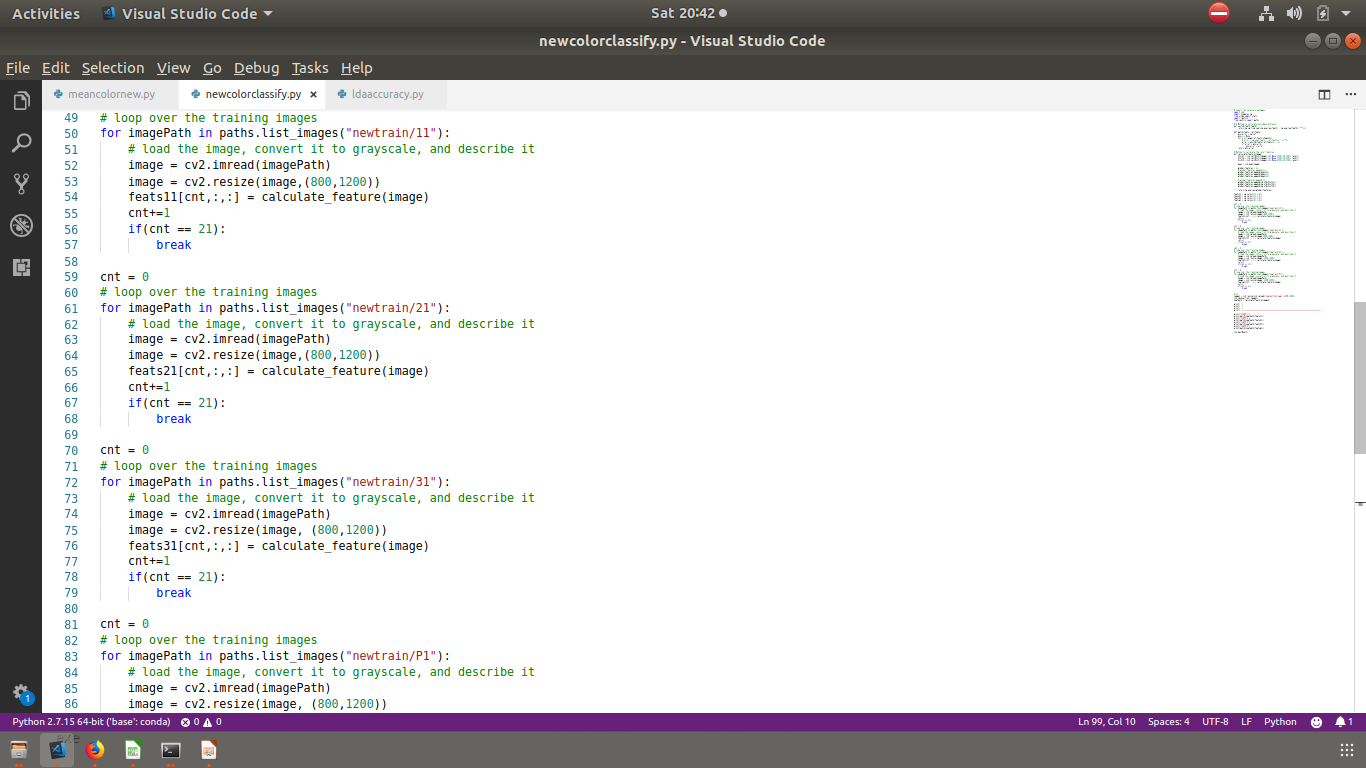 Activities Visual Studio Code Sat 20:42
newcolorclassify.py - Visual Studio Code
File Edit Selection View Go Debug Tasks Help
meancolornew.py newcolorclassify.py × ldaaccuracy.py
49 # loop over the training images
50 for imagePath in paths.list_images("newtrain/11"):
51     # load the image, convert it to grayscale, and describe it
52     image = cv2.imread(imagePath)
53     image = cv2.resize(image,(800,1200))
54     feats11[cnt,:,:] = calculate_feature(image)
55     cnt+=1
56     if(cnt == 21):
57         break
58
59 cnt = 0
60 # loop over the training images
61 for imagePath in paths.list_images("newtrain/21"):
62     # load the image, convert it to grayscale, and describe it
63     image = cv2.imread(imagePath)
64     image = cv2.resize(image,(800,1200))
65     feats21[cnt,:,:] = calculate_feature(image)
66     cnt+=1
67     if(cnt == 21):
68         break
69
70 cnt = 0
71 # loop over the training images
72 for imagePath in paths.list_images("newtrain/31"):
73     # load the image, convert it to grayscale, and describe it
74     image = cv2.imread(imagePath)
75     image = cv2.resize(image, (800,1200))
76     feats31[cnt,:,:] = calculate_feature(image)
77     cnt+=1
78     if(cnt == 21):
79         break
80
81 cnt = 0
82 # loop over the training images
83 for imagePath in paths.list_images("newtrain/P1"):
84     # load the image, convert it to grayscale, and describe it
85     image = cv2.imread(imagePath)
86     image = cv2.resize(image, (800,1200))
1
Python 2.7.15 64-bit ('base': conda) 0 0 Ln 99, Col 10 Spaces: 4 UTF-8 LF Python 1
.exe